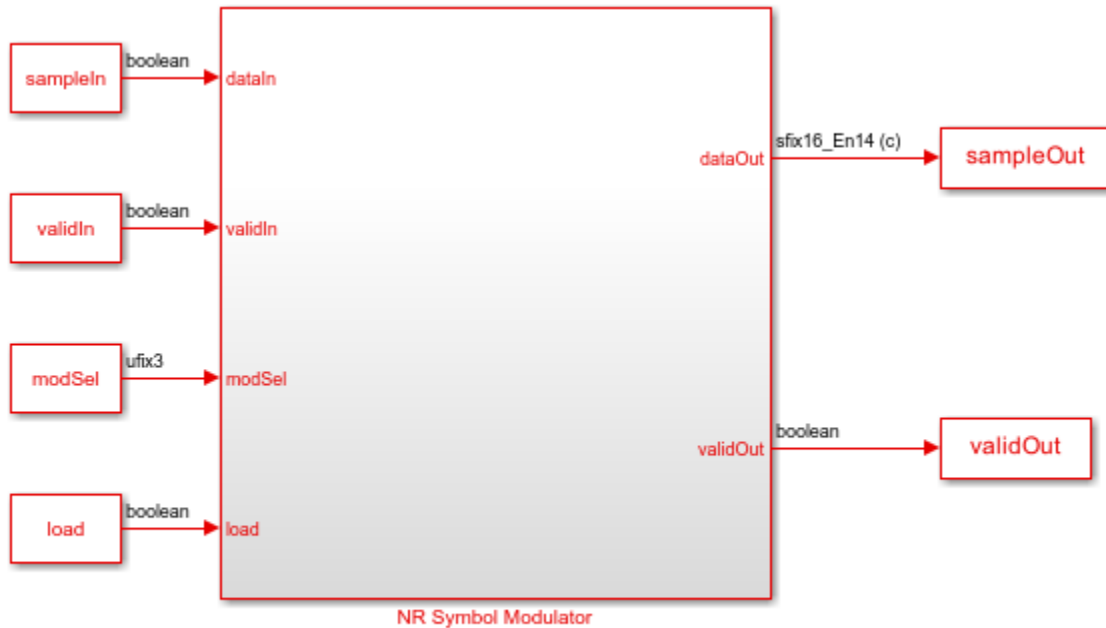 sampleIn
boolean
dataIn
validIn
boolean
validIn
modSel
ufix3
modSel
load
boolean
load
dataOut
sfix16_En14 (c)
sampleOut
validOut
boolean
validOut
NR Symbol Modulator